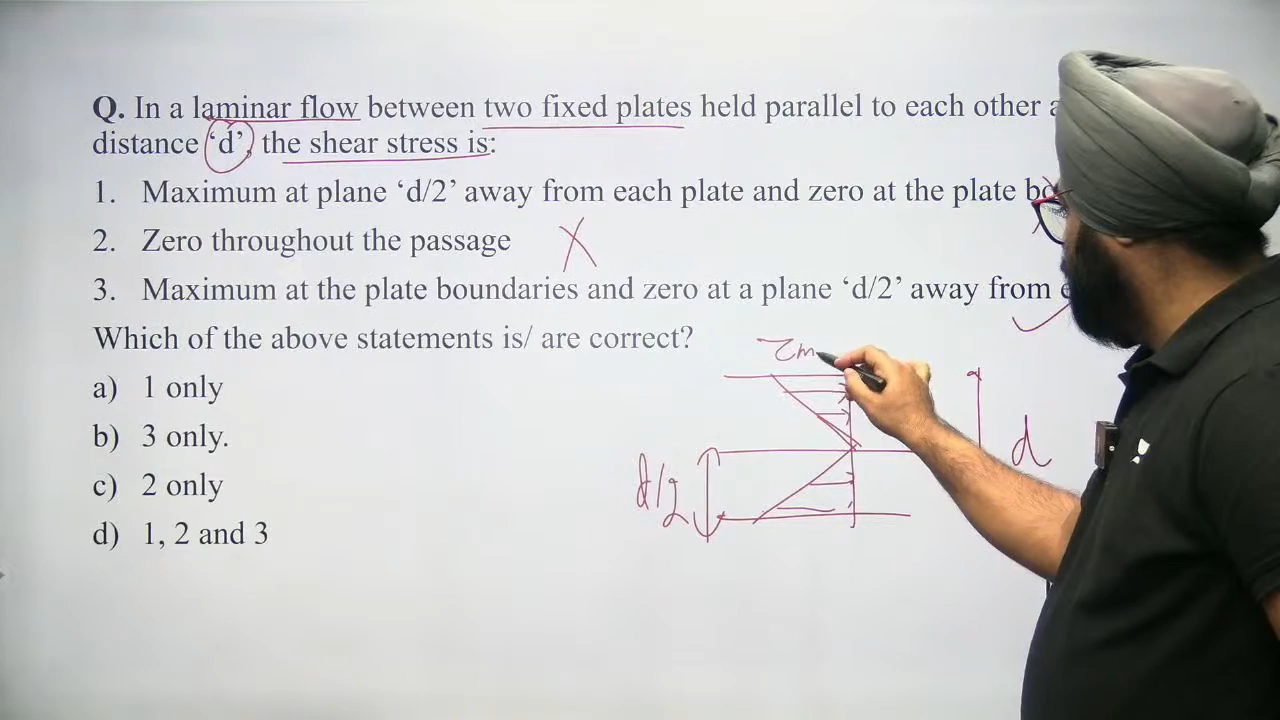 Q. In a laminar flow between two fixed plates held parallel to each other
distance ‘d’, the shear stress is:
1. Maximum at plane ‘d/2’ away from each plate and zero at the plate
2. Zero throughout the passage
3. Maximum at the plate boundaries and zero at a plane ‘d/2’ away from
Which of the above statements is/ are correct?
τm
a) 1 only
b) 3 only.
d
c) 2 only
d/2
d) 1, 2 and 3